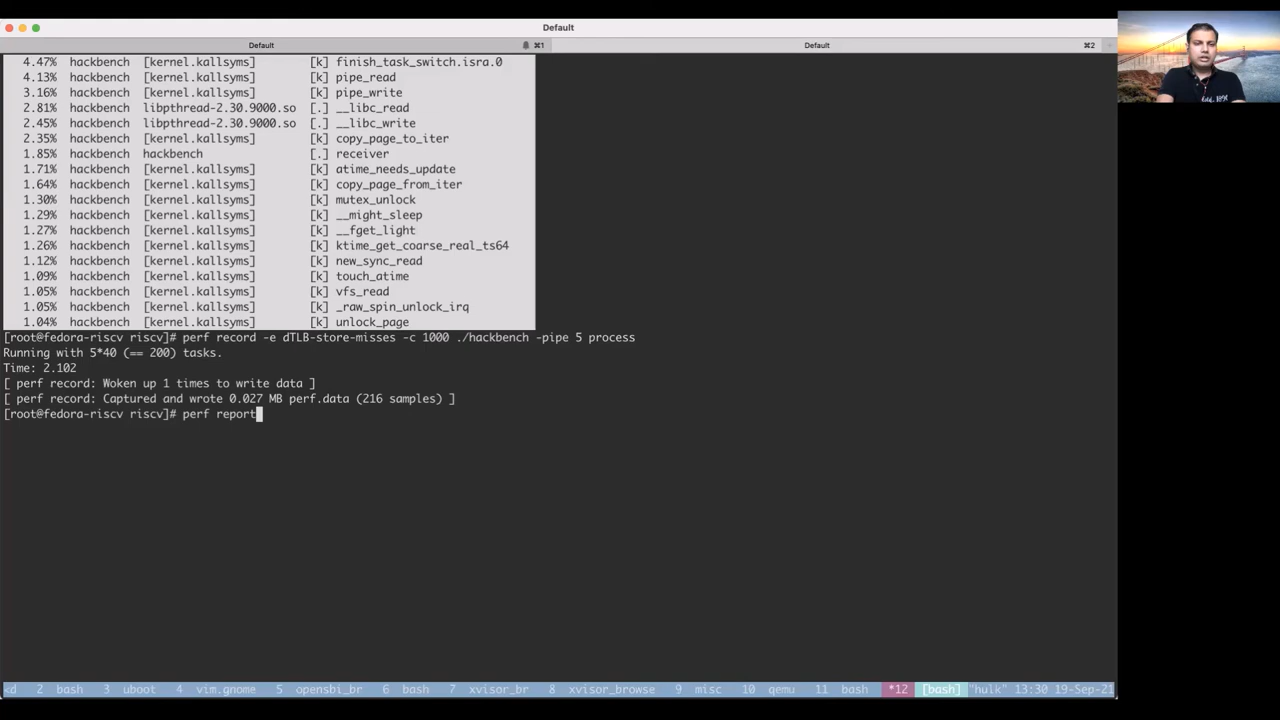 Default
Default ⌘1 Default ⌘2
4.47% hackbench [kernel.kallsyms] [k] finish_task_switch.isra.0
4.13% hackbench [kernel.kallsyms] [k] pipe_read
3.16% hackbench [kernel.kallsyms] [k] pipe_write
2.81% hackbench libpthread-2.30.9000.so [.] __libc_read
2.45% hackbench libpthread-2.30.9000.so [.] __libc_write
2.35% hackbench [kernel.kallsyms] [k] copy_page_to_iter
1.85% hackbench hackbench [.] receiver
1.71% hackbench [kernel.kallsyms] [k] atime_needs_update
1.64% hackbench [kernel.kallsyms] [k] copy_page_from_iter
1.30% hackbench [kernel.kallsyms] [k] mutex_unlock
1.29% hackbench [kernel.kallsyms] [k] __might_sleep
1.27% hackbench [kernel.kallsyms] [k] __fget_light
1.26% hackbench [kernel.kallsyms] [k] ktime_get_coarse_real_ts64
1.12% hackbench [kernel.kallsyms] [k] new_sync_read
1.09% hackbench [kernel.kallsyms] [k] touch_atime
1.05% hackbench [kernel.kallsyms] [k] vfs_read
1.05% hackbench [kernel.kallsyms] [k] _raw_spin_unlock_irq
1.04% hackbench [kernel.kallsyms] [k] unlock_page
[root@fedora-riscv riscv]# perf record -e dTLB-store-misses -c 1000 ./hackbench -pipe 5 process
Running with 5*40 (== 200) tasks.
Time: 2.102
[ perf record: Woken up 1 times to write data ]
[ perf record: Captured and wrote 0.027 MB perf.data (216 samples) ]
[root@fedora-riscv riscv]# perf report
<d 2 bash 3 uboot 4 vim.gnome 5 opensbi_br 6 bash 7 xvisor_br 8 xvisor_browse 9 misc 10 qemu 11 bash *12 [bash] "hulk" 13:30 19-Sep-21